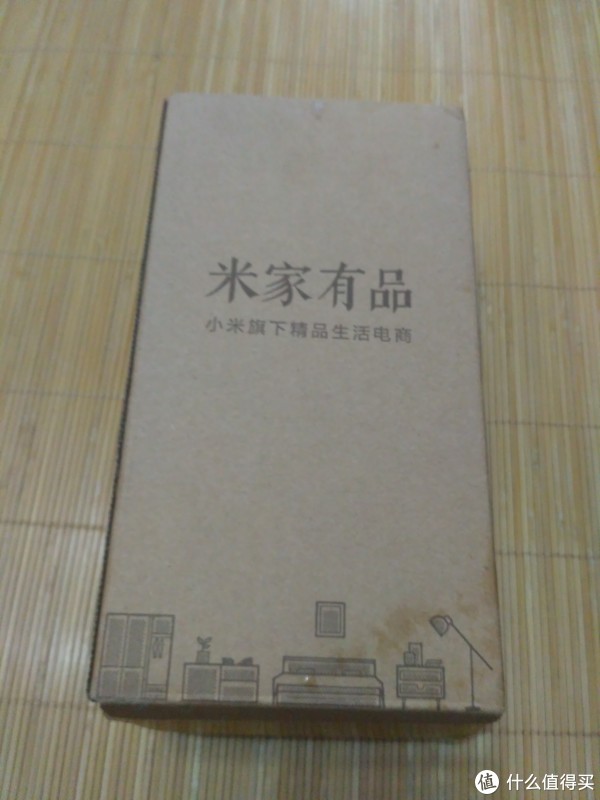 米家有品
小米旗下精品生活电商
值 什么值得买